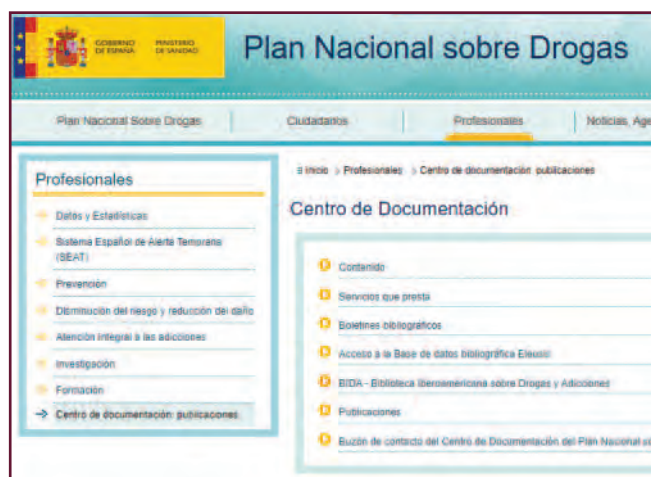 GOBIERNO DE ESPAÑA
MINISTERIO DE SANIDAD
Plan Nacional sobre Drogas
Plan Nacional Sobre Drogas
Ciudadanos
Profesionales
Noticias, Age
Profesionales
Datos y Estadísticas
Sistema Español de Alerta Temprana
(SEAT)
Prevención
Disminución del riesgo y reducción del daño
Atención integral a las adicciones
Investigación
Formación
Centro de documentación: publicaciones
Inicio > Profesionales > Centro de documentación: publicaciones
Centro de Documentación
Contenido
Servicios que presta
Boletines bibliográficos
Acceso a la Base de datos bibliográfica Eleusis
BIDA - Biblioteca Iberoamericana sobre Drogas y Adicciones
Publicaciones
Buzón de contacto del Centro de Documentación del Plan Nacional so